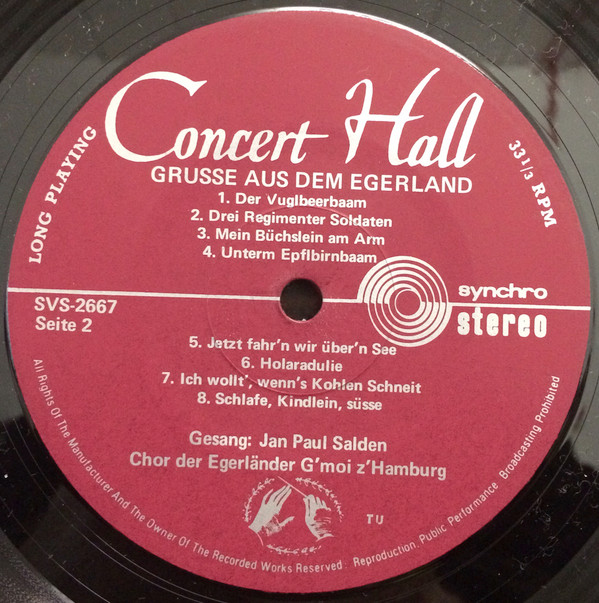 Concert Hall
LONG PLAYING
33 1/3 RPM
GRUSSE AUS DEM EGERLAND
1. Der Vuglbeerbaam
2. Drei Regimenter Soldaten
3. Mein Büchslein am Arm
4. Unterm Epflbirnbaam
synchro
stereo
SVS-2667
Seite 2
5. Jetzt fahr'n wir über'n See
6. Holaradulie
7. Ich wollt', wenn's Kohlen Schneit
8. Schlafe, Kindlein, süsse
Gesang: Jan Paul Salden
Chor der Egerländer G'moi z'Hamburg
TU
All Rights Of The Manufacturer And The Owner Of The Recorded Works Reserved. Reproduction, Public Performance, Broadcasting Prohibited